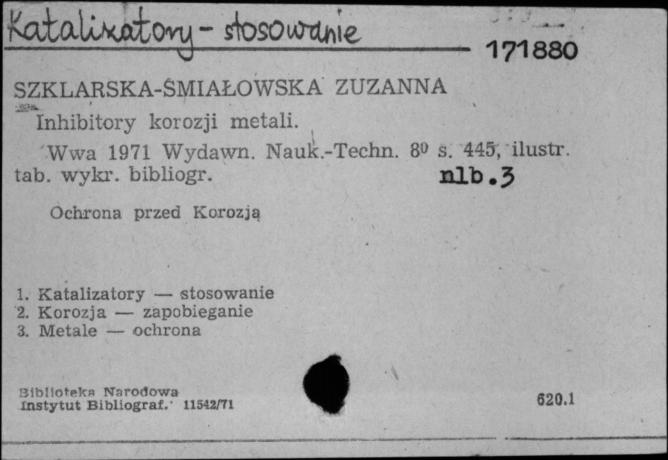 Katalizatory - stosowanie
171880
SZKLARSKA-ŚMIAŁOWSKA ZUZANNA
Inhibitory korozji metali.
Wwa 1971 Wydawn. Nauk.-Techn. 8⁰ s. 445, ilustr.
tab. wykr. bibliogr. nlb.3
Ochrona przed Korozją
1. Katalizatory — stosowanie
2. Korozja — zapobieganie
3. Metale — ochrona
Biblioteka Narodowa
Instytut Bibliograf. 11542/71
620.1